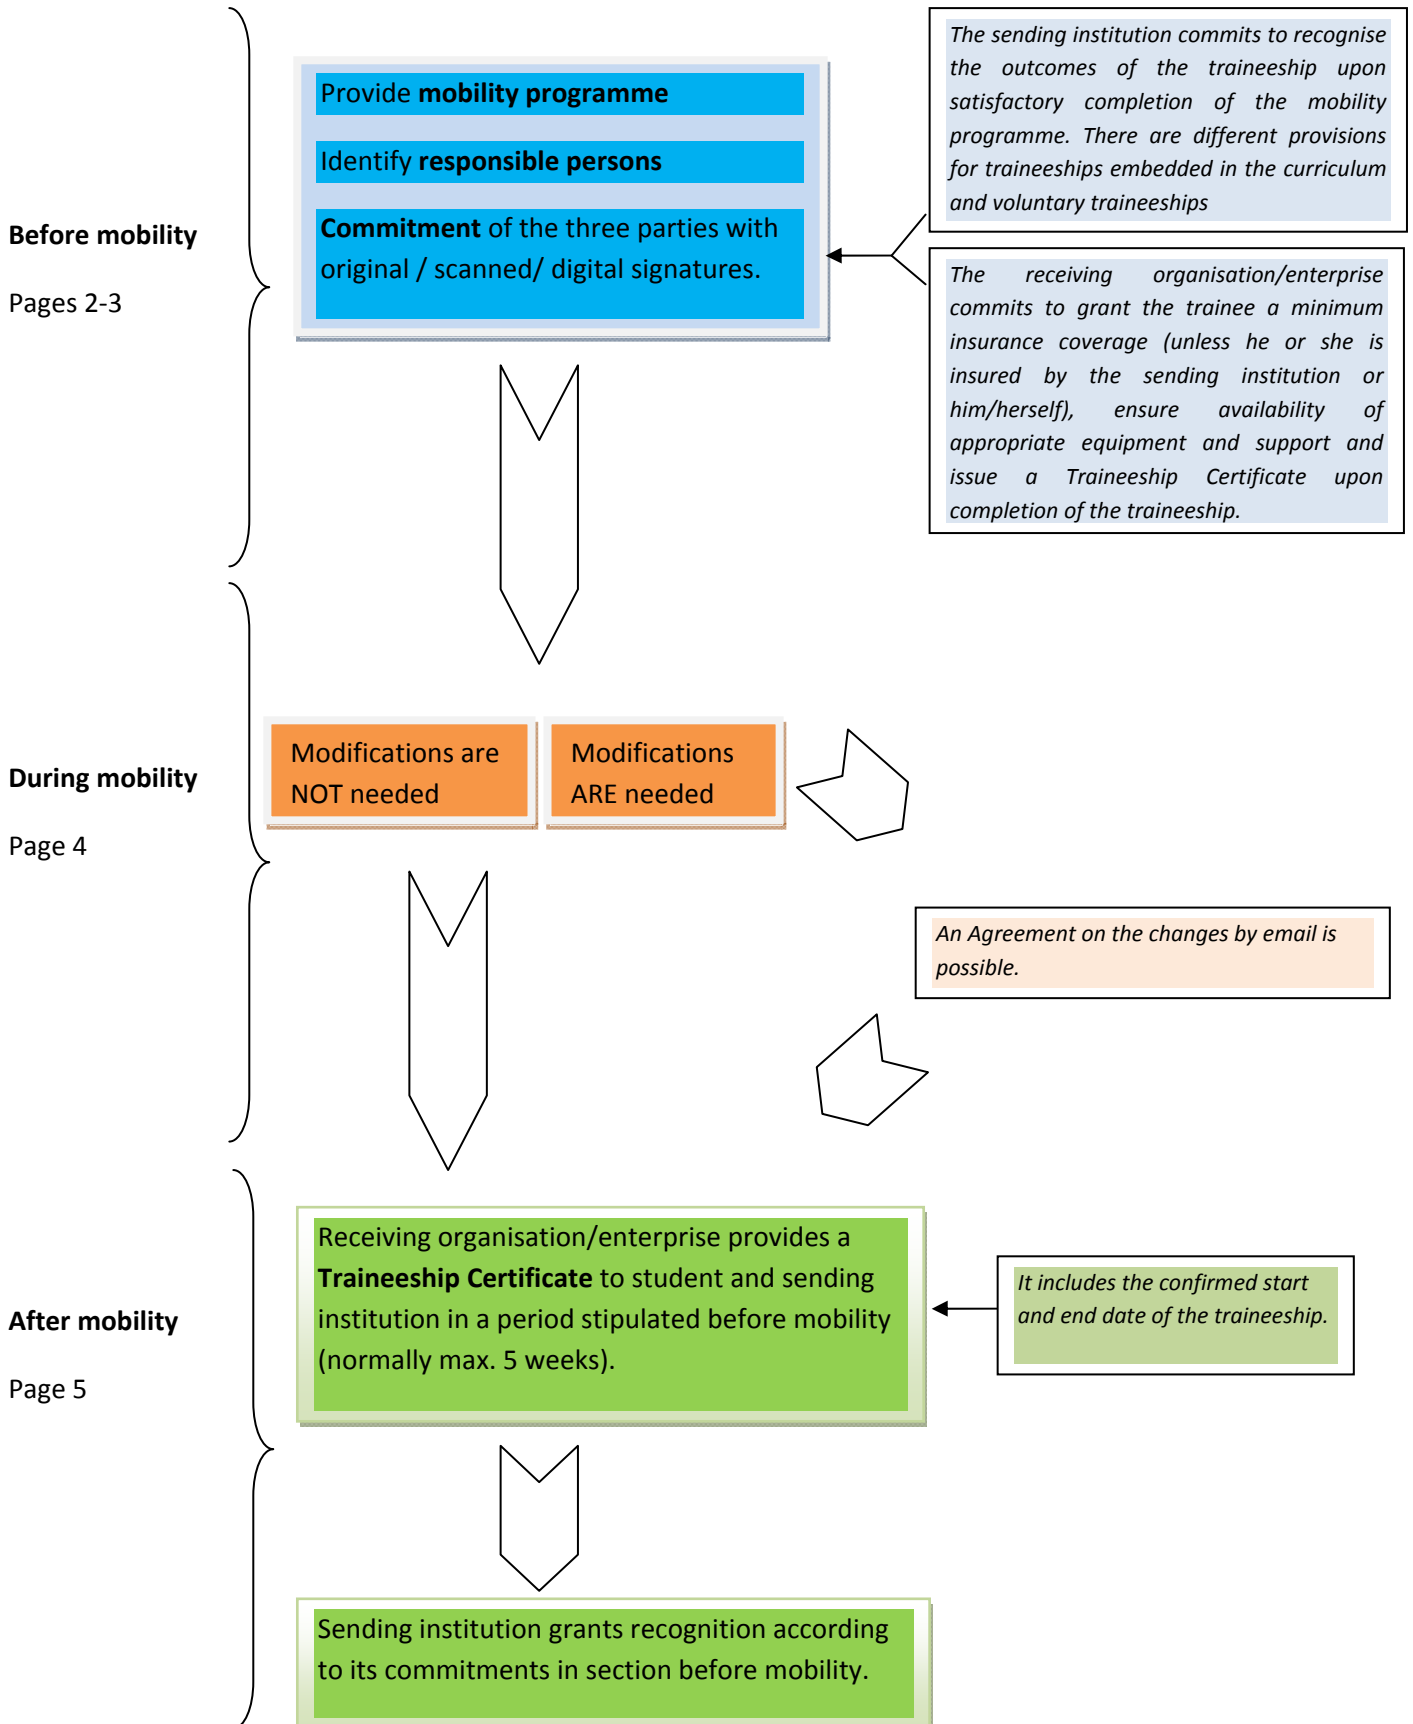 Before mobility
Pages 2-3
Provide mobility programme
Identify responsible persons
Commitment of the three parties with
original / scanned/ digital signatures.
The sending institution commits to recognise
the outcomes of the traineeship upon
satisfactory completion of the mobility
programme. There are different provisions
for traineeships embedded in the curriculum
and voluntary traineeships
The receiving organisation/enterprise
commits to grant the trainee a minimum
insurance coverage (unless he or she is
insured by the sending institution or
him/herself), ensure availability of
appropriate equipment and support and
issue a Traineeship Certificate upon
completion of the traineeship.
During mobility
Page 4
Modifications are
NOT needed
Modifications
ARE needed
An Agreement on the changes by email is
possible.
After mobility
Page 5
Receiving organisation/enterprise provides a
Traineeship Certificate to student and sending
institution in a period stipulated before mobility
(normally max. 5 weeks).
It includes the confirmed start
and end date of the traineeship.
Sending institution grants recognition according
to its commitments in section before mobility.